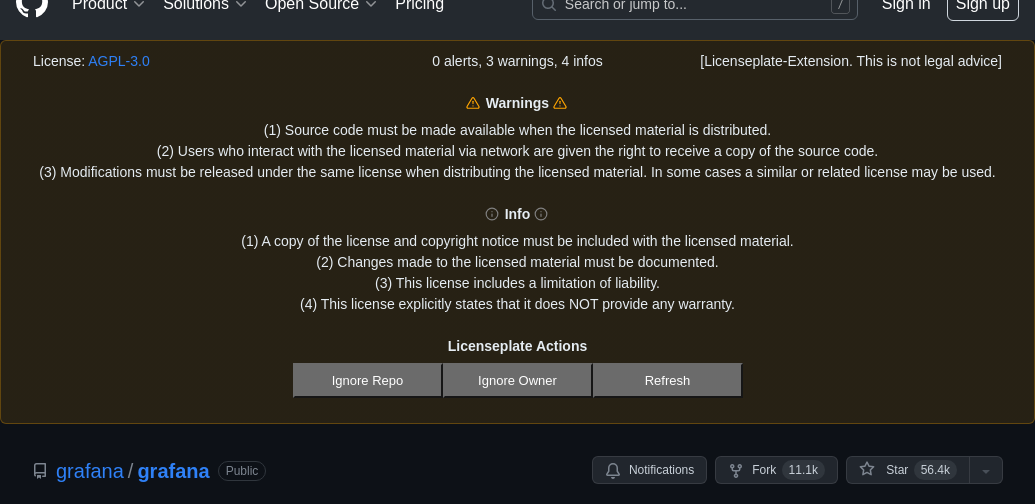 Product Solutions Open Source Pricing Search or jump to... / Sign in Sign up
License: AGPL-3.0 0 alerts, 3 warnings, 4 infos [Licenseplate-Extension. This is not legal advice]
Warnings
(1) Source code must be made available when the licensed material is distributed.
(2) Users who interact with the licensed material via network are given the right to receive a copy of the source code.
(3) Modifications must be released under the same license when distributing the licensed material. In some cases a similar or related license may be used.
Info
(1) A copy of the license and copyright notice must be included with the licensed material.
(2) Changes made to the licensed material must be documented.
(3) This license includes a limitation of liability.
(4) This license explicitly states that it does NOT provide any warranty.
Licenseplate Actions
Ignore Repo Ignore Owner Refresh
grafana / grafana Public Notifications Fork 11.1k Star 56.4k